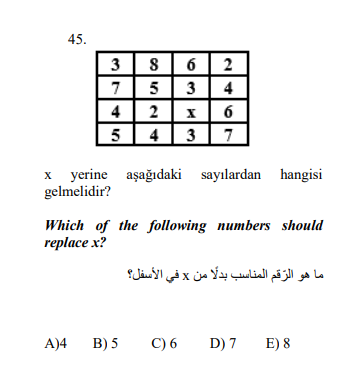 45.
3 8 6 2
7 5 3 4
4 2 x 6
5 4 3 7
x yerine aşağıdaki sayılardan hangisi
gelmelidir?
Which of the following numbers should
replace x?
ما هو الرّقم المناسب بدلًا من x في الأسفل؟
A)4 B) 5 C) 6 D) 7 E) 8